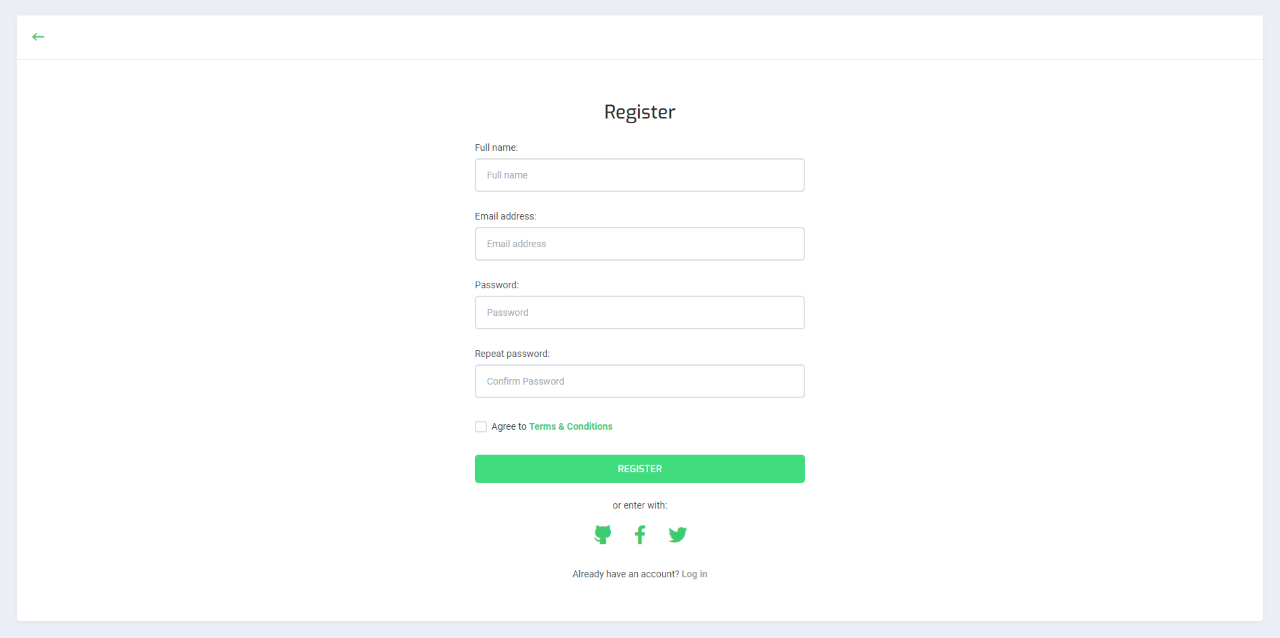 Register
Full name:
Full name
Email address:
Email address
Password:
Password
Repeat password:
Confirm Password
Agree to Terms & Conditions
REGISTER
or enter with:
Already have an account? Log in